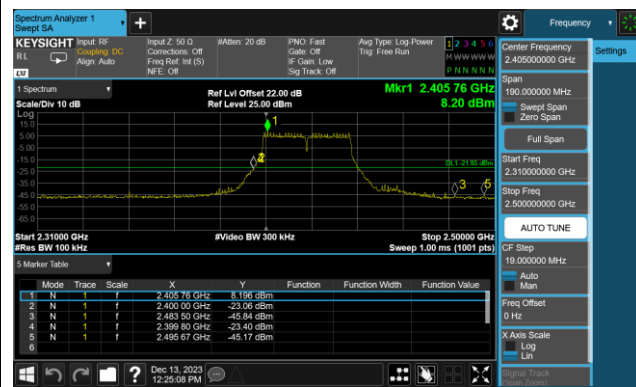 Spectrum Analyzer 1
Swept SA
+
Frequency
KEYSIGHT
RL
LXI
Input: RF
Coupling: DC
Align: Auto
Input Z: 50 Ω
Corrections: Off
Freq Ref: Int (S)
NFE: Off
#Atten: 20 dB
PNO: Fast
Gate: Off
IF Gain: Low
Sig Track: Off
Avg Type: Log-Power
Trig: Free Run
1 2 3 4 5 6
M W W W W W
P N N N N N
Center Frequency
2.405000000 GHz
Settings
Span
190.000000 MHz
Swept Span
Zero Span
Full Span
Start Freq
2.310000000 GHz
Stop Freq
2.500000000 GHz
AUTO TUNE
CF Step
19.000000 MHz
Auto
Man
Freq Offset
0 Hz
X Axis Scale
Log
Lin
Signal Track
(Span Zoom)
1 Spectrum
Scale/Div 10 dB
Log
Ref Lvl Offset 22.00 dB
Ref Level 25.00 dBm
Mkr1 2.405 76 GHz
8.20 dBm
15.0
5.00
-5.00
-15.0
-25.0
-35.0
-45.0
-55.0
-65.0
1
3
DL1 -21.80 dBm
Start 2.31000 GHz
#Res BW 100 kHz
#Video BW 300 kHz
Stop 2.50000 GHz
Sweep 1.00 ms (1001 pts)
5 Marker Table
Mode Trace Scale X Y Function Function Width Function Value
1 N 1 f 2.405 76 GHz 8.196 dBm
2 N 1 f 2.400 00 GHz -23.06 dBm
3 N 1 f 2.483 50 GHz -45.84 dBm
4 N 1 f 2.399 80 GHz -23.40 dBm
5 N 1 f 2.495 67 GHz -45.17 dBm
6
?
Dec 13, 2023
12:25:08 PM